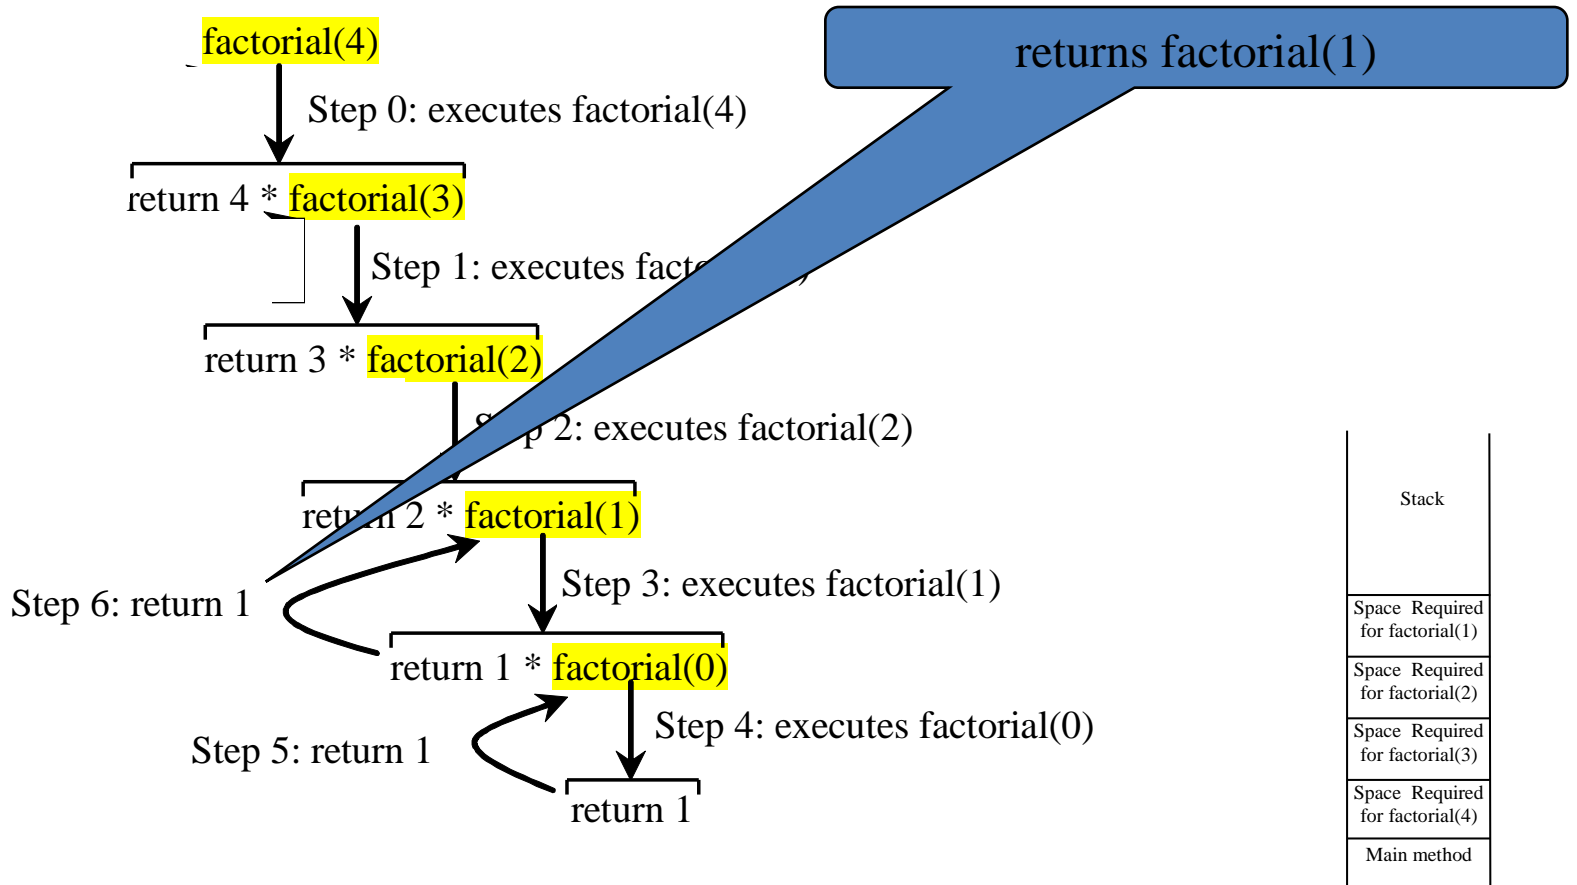 factorial(4)
returns factorial(1)
Step 0: executes factorial(4)
return 4 * factorial(3)
Step 1: executes
return 3 * factorial(2)
2: executes factorial(2)
return 2 * factorial(1)
Step 3: executes factorial(1)
Step 6: return 1
return 1 * factorial(0)
Step 4: executes factorial(0)
Step 5: return 1
return 1
Stack
Space Required
for factorial(1)
Space Required
for factorial(2)
Space Required
for factorial(3)
Space Required
for factorial(4)
Main method